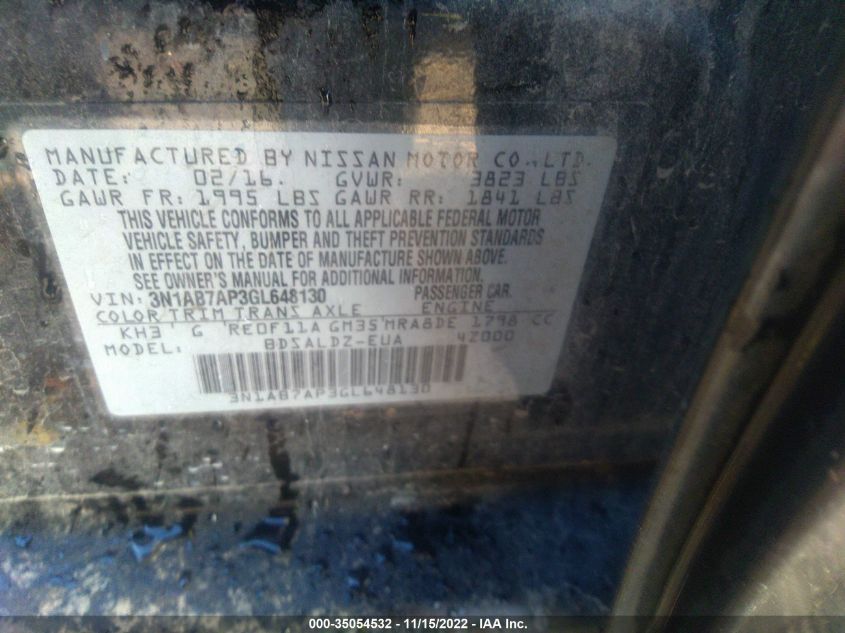 MANUFACTURED BY NISSAN MOTOR CO.,LTD.
DATE: 02/16. GVWR: 3823 LBS
GAWR FR: 1995 LBS GAWR RR: 1841 LBS
THIS VEHICLE CONFORMS TO ALL APPLICABLE FEDERAL MOTOR
VEHICLE SAFETY, BUMPER AND THEFT PREVENTION STANDARDS
IN EFFECT ON THE DATE OF MANUFACTURE SHOWN ABOVE.
SEE OWNER'S MANUAL FOR ADDITIONAL INFORMATION.
VIN: 3N1AB7AP3GL648130 PASSENGER CAR.
COLOR TRIM TRANS AXLE ENGINE
KH3 G RE0F11A GM35 MRA8DE 1798 CC
MODEL: BDSALDZ-EUA 4Z000
3N1AB7AP3GL648130
000-35054532 - 11/15/2022 - IAA Inc.